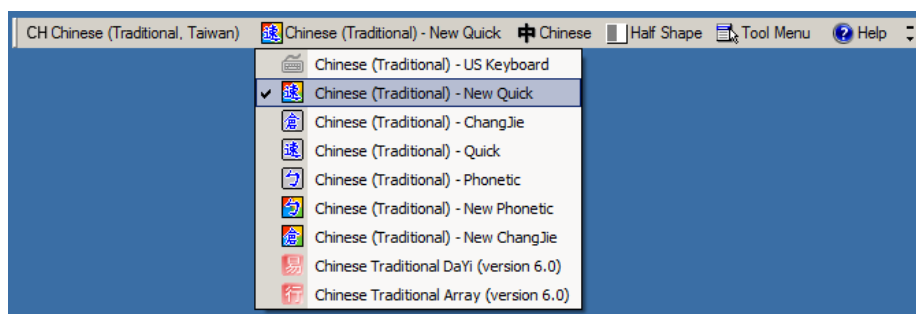 CH Chinese (Traditional, Taiwan) 速 Chinese (Traditional) - New Quick 中 Chinese Half Shape Tool Menu ? Help
Chinese (Traditional) - US Keyboard
速 Chinese (Traditional) - New Quick
倉 Chinese (Traditional) - ChangJie
速 Chinese (Traditional) - Quick
ㄅ Chinese (Traditional) - Phonetic
ㄅ Chinese (Traditional) - New Phonetic
倉 Chinese (Traditional) - New ChangJie
易 Chinese Traditional DaYi (version 6.0)
行 Chinese Traditional Array (version 6.0)